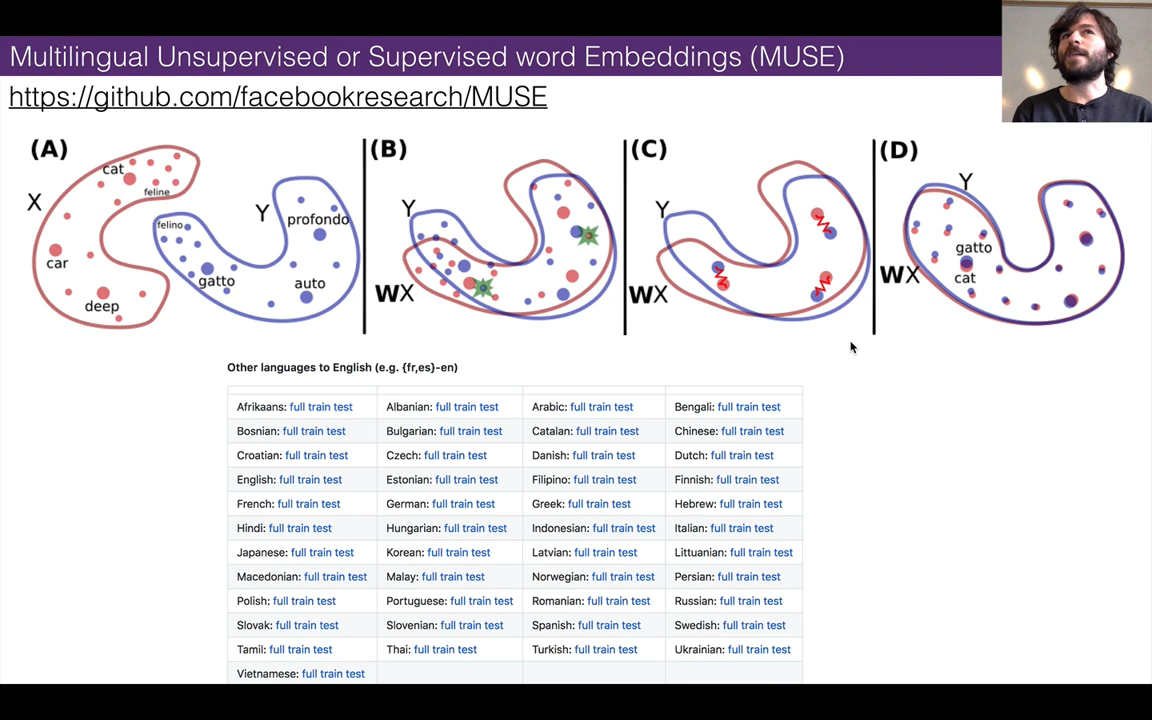 Multilingual Unsupervised or Supervised word Embeddings (MUSE)
https://github.com/facebookresearch/MUSE
(A)
X
cat
feline
car
deep
Y
felino
profondo
gatto
auto
(B)
Y
WX
(C)
Y
WX
(D)
Y
WX
gatto
cat
Other languages to English (e.g. {fr,es}-en)
Afrikaans: full train test Albanian: full train test Arabic: full train test Bengali: full train test
Bosnian: full train test Bulgarian: full train test Catalan: full train test Chinese: full train test
Croatian: full train test Czech: full train test Danish: full train test Dutch: full train test
English: full train test Estonian: full train test Filipino: full train test Finnish: full train test
French: full train test German: full train test Greek: full train test Hebrew: full train test
Hindi: full train test Hungarian: full train test Indonesian: full train test Italian: full train test
Japanese: full train test Korean: full train test Latvian: full train test Littuanian: full train test
Macedonian: full train test Malay: full train test Norwegian: full train test Persian: full train test
Polish: full train test Portuguese: full train test Romanian: full train test Russian: full train test
Slovak: full train test Slovenian: full train test Spanish: full train test Swedish: full train test
Tamil: full train test Thai: full train test Turkish: full train test Ukrainian: full train test
Vietnamese: full train test